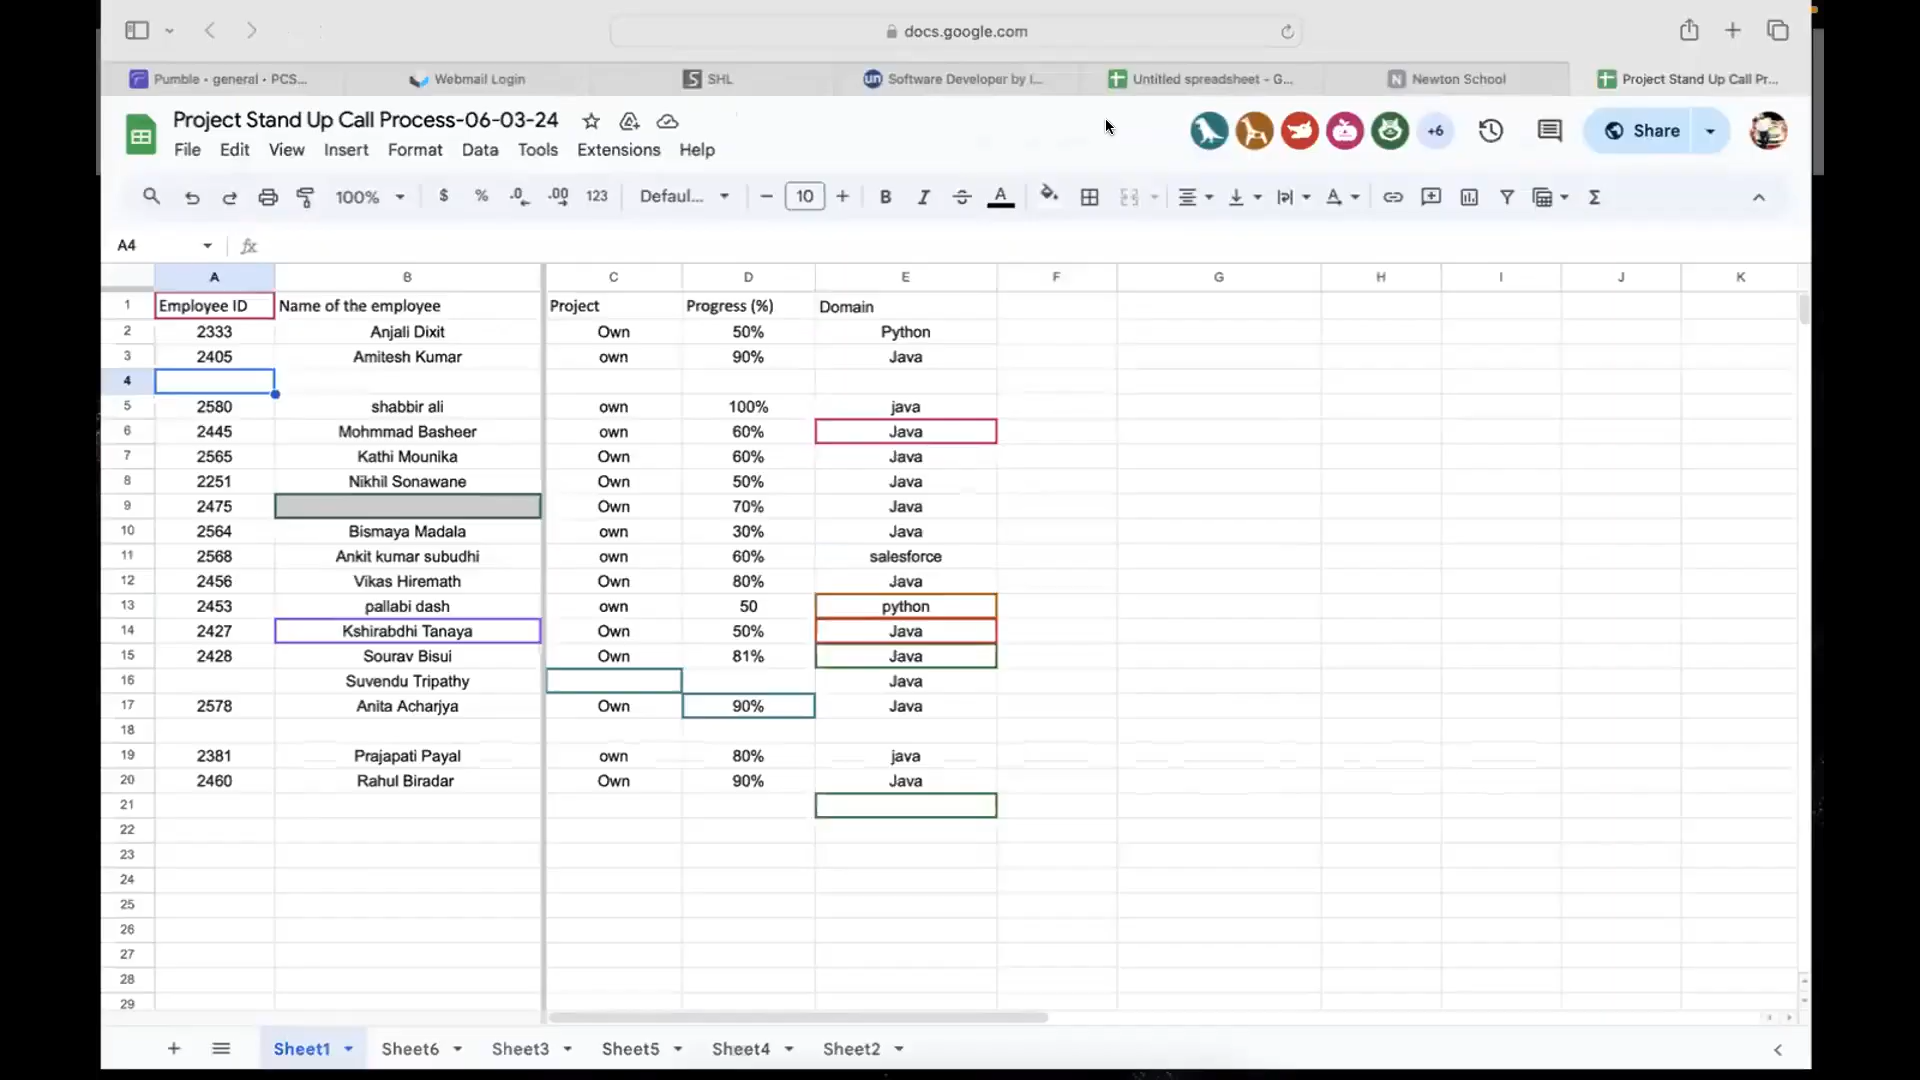 docs.google.com
Pumble • general • PCS... Webmail Login SHL Software Developer by I... Untitled spreadsheet - G... Newton School Project Stand Up Call Pr...
Project Stand Up Call Process-06-03-24
+6 Share
File Edit View Insert Format Data Tools Extensions Help
100% $ % .0 .00 123 Defaul... 10 B I A
A4 fx
A B C D E F G H I J K
1 Employee ID Name of the employee Project Progress (%) Domain
2 2333 Anjali Dixit Own 50% Python
3 2405 Amitesh Kumar own 90% Java
4
5 2580 shabbir ali own 100% java
6 2445 Mohmmad Basheer own 60% Java
7 2565 Kathi Mounika Own 60% Java
8 2251 Nikhil Sonawane Own 50% Java
9 2475 Own 70% Java
10 2564 Bismaya Madala own 30% Java
11 2568 Ankit kumar subudhi own 60% salesforce
12 2456 Vikas Hiremath Own 80% Java
13 2453 pallabi dash own 50 python
14 2427 Kshirabdhi Tanaya Own 50% Java
15 2428 Sourav Bisui Own 81% Java
16 Suvendu Tripathy Java
17 2578 Anita Acharjya Own 90% Java
18
19 2381 Prajapati Payal own 80% java
20 2460 Rahul Biradar Own 90% Java
21
22
23
24
25
26
27
28
29
Sheet1 Sheet6 Sheet3 Sheet5 Sheet4 Sheet2